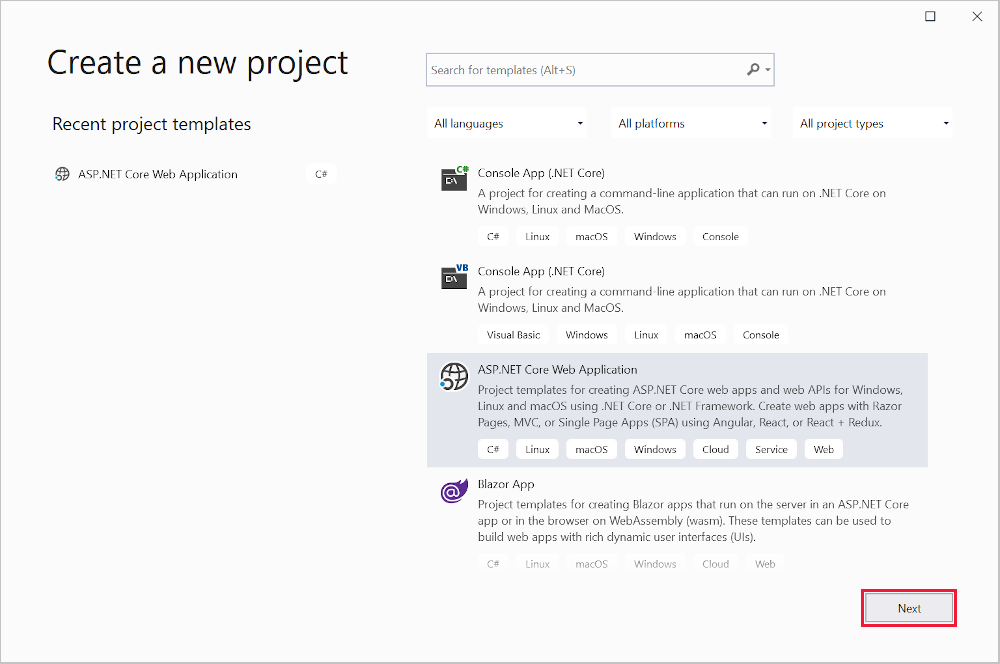 Create a new project
Search for templates (Alt+S)
Recent project templates
All languages
All platforms
All project types
ASP.NET Core Web Application
C#
C#
Console App (.NET Core)
A project for creating a command-line application that can run on .NET Core on
Windows, Linux and MacOS.
C# Linux macOS Windows Console
VB
Console App (.NET Core)
A project for creating a command-line application that can run on .NET Core on
Windows, Linux and MacOS.
Visual Basic Windows Linux macOS Console
ASP.NET Core Web Application
Project templates for creating ASP.NET Core web apps and web APIs for Windows,
Linux and macOS using .NET Core or .NET Framework. Create web apps with Razor
Pages, MVC, or Single Page Apps (SPA) using Angular, React, or React + Redux.
C# Linux macOS Windows Cloud Service Web
Blazor App
Project templates for creating Blazor apps that run on the server in an ASP.NET Core
app or in the browser on WebAssembly (wasm). These templates can be used to
build web apps with rich dynamic user interfaces (UIs).
C# Linux macOS Windows Cloud Web
Next